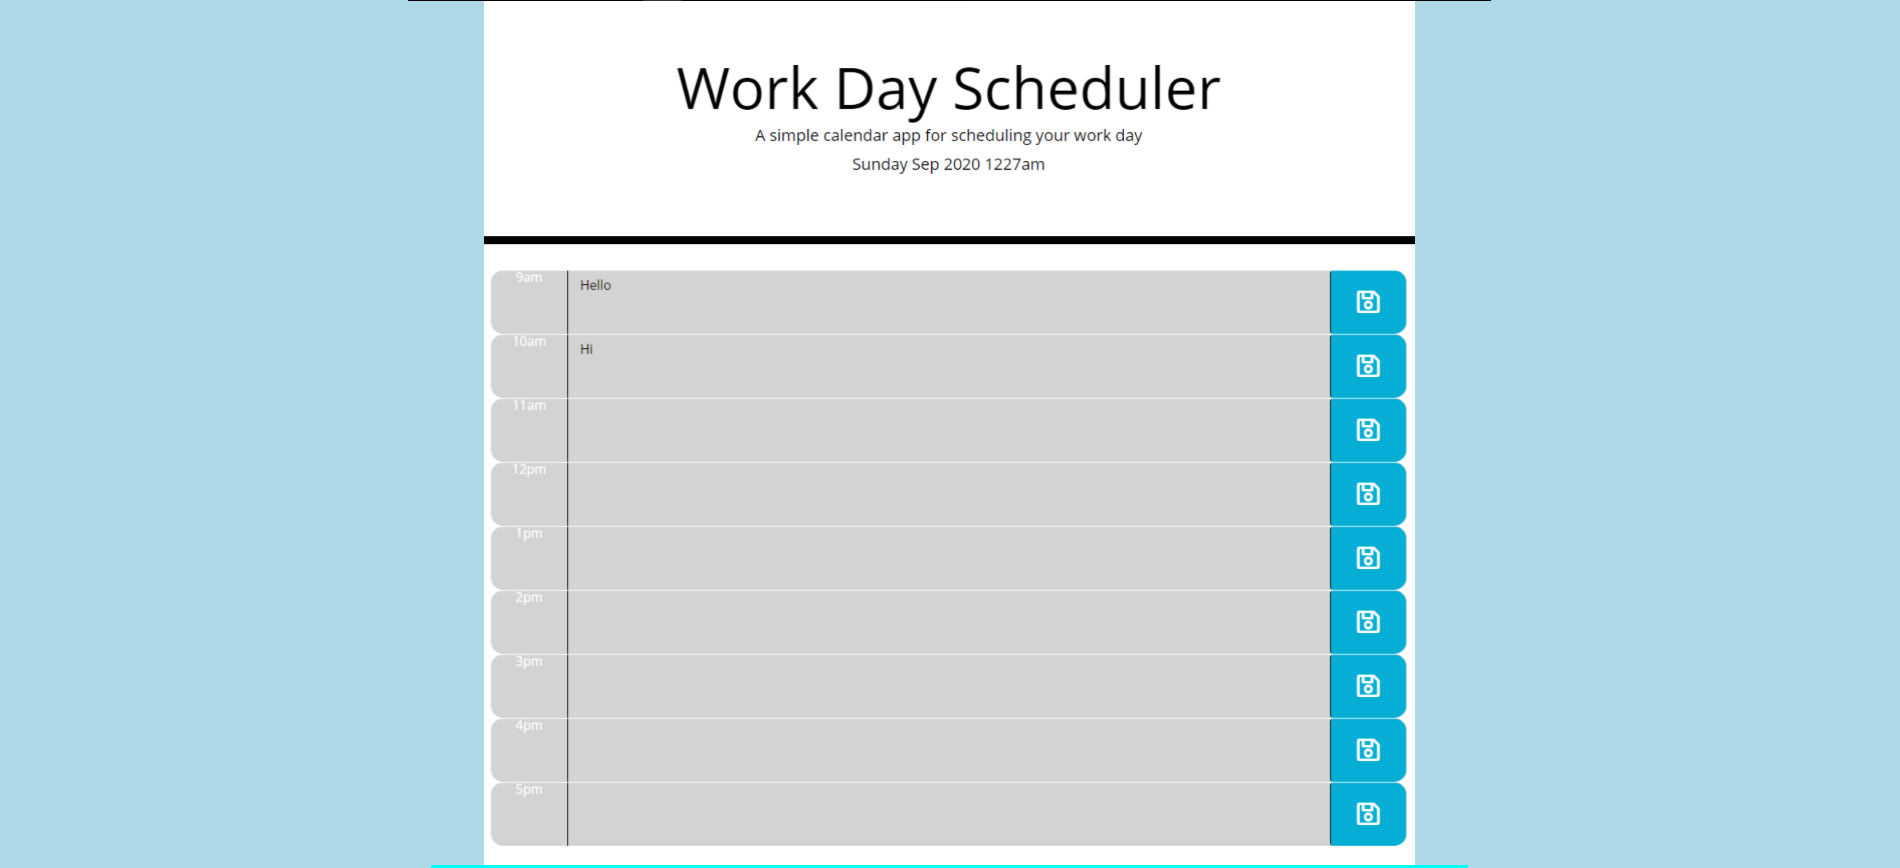 Work Day Scheduler
A simple calendar app for scheduling your work day
Sunday Sep 2020 1227am
9am
Hello
10am
Hi
11am
12pm
1pm
2pm
3pm
4pm
5pm